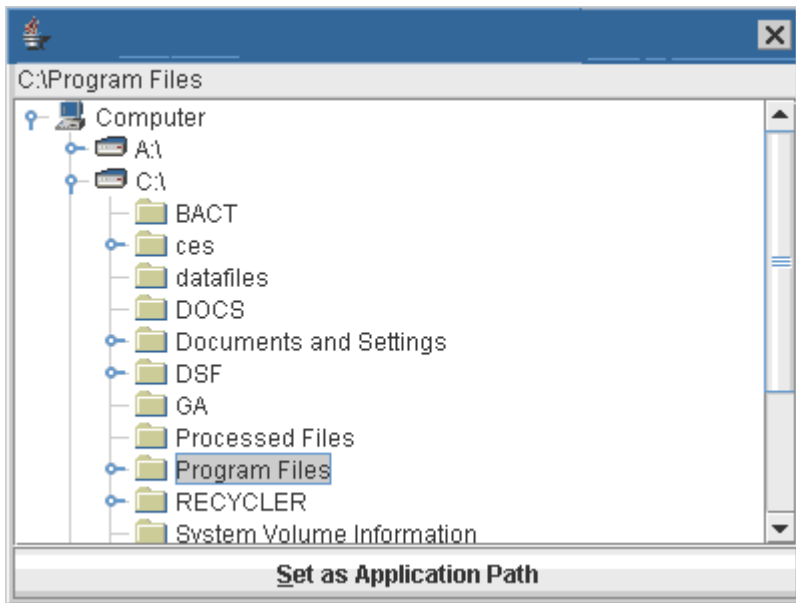 C:\Program Files
Computer
A:\
C:\
BACT
ces
datafiles
DOCS
Documents and Settings
DSF
GA
Processed Files
Program Files
RECYCLER
System Volume Information
Set as Application Path